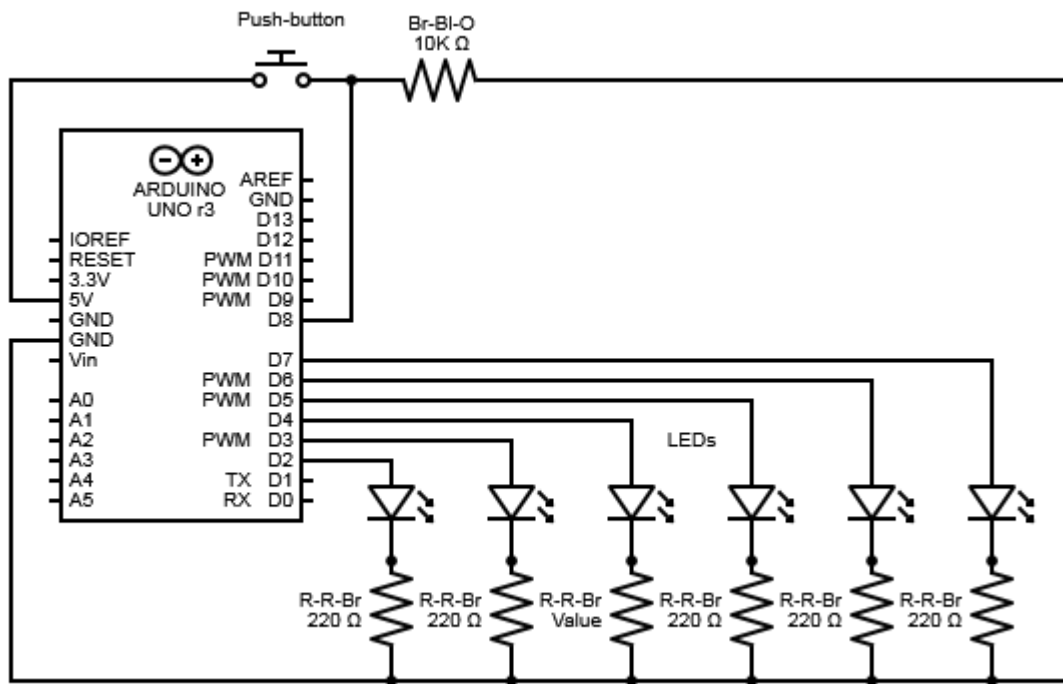 Push-button
Br-Bl-O
10K Ω
ARDUINO
UNO r3
AREF
GND
D13
IOREF
D12
RESET
PWM D11
3.3V
PWM D10
5V
PWM D9
GND
D8
GND
Vin
D7
PWM D6
A0
PWM D5
A1
D4
A2
PWM D3
A3
D2
A4
TX D1
A5
RX D0
LEDs
R-R-Br
220 Ω
R-R-Br
220 Ω
R-R-Br
Value
R-R-Br
220 Ω
R-R-Br
220 Ω
R-R-Br
220 Ω